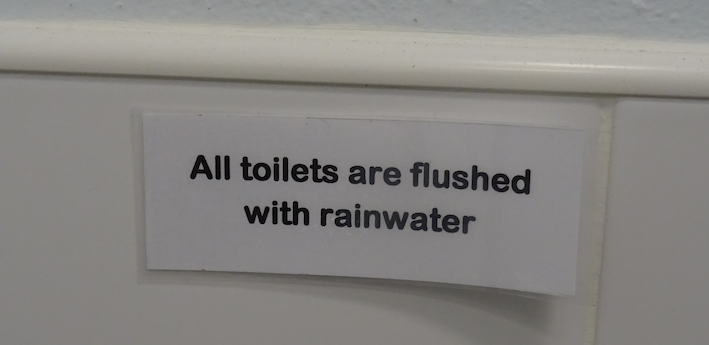 All toilets are flushed
with rainwater